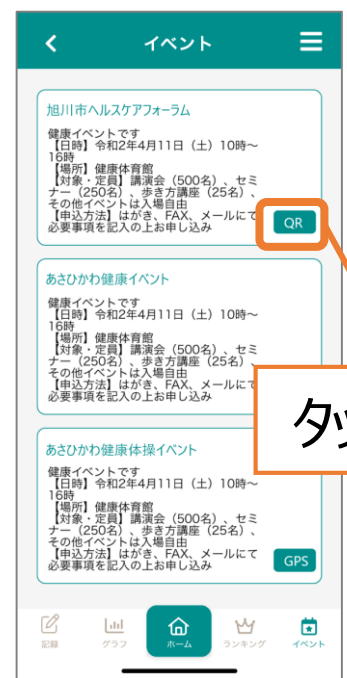 イベント
旭川市ヘルスケアフォーラム
健康イベントです
【日時】令和2年4月11日（土）10時〜
16時
【場所】健康体育館
【対象・定員】講演会（500名）、セミ
ナー（250名）、歩き方講座（25名）、
その他イベントは入場自由
【申込方法】はがき、FAX、メールにて
必要事項を記入の上お申し込み
QR
あさひかわ健康イベント
健康イベントです
【日時】令和2年4月11日（土）10時〜
16時
【場所】健康体育館
【対象・定員】講演会（500名）、セミ
ナー（250名）、歩き方講座（25名）、
その他イベントは入場自由
【申込方法】はがき、FAX、メールに
必要事項を記入の上お申し込み
タッ
あさひかわ健康体操イベント
健康イベントです
【日時】令和2年4月11日（土）10時〜
16時
【場所】健康体育館
【対象・定員】講演会（500名）、セミ
ナー（250名）、歩き方講座（25名）、
その他イベントは入場自由
【申込方法】はがき、FAX、メールにて
必要事項を記入の上お申し込み
GPS
記録
グラフ
ホーム
ランキング
イベント